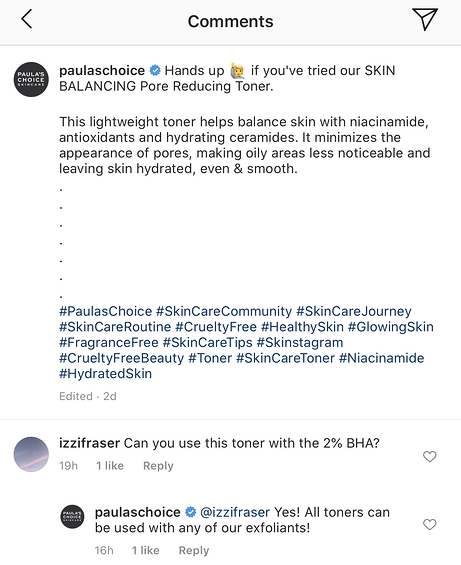 Comments
paulaschoice Hands up 🙋 if you've tried our SKIN
BALANCING Pore Reducing Toner.
This lightweight toner helps balance skin with niacinamide,
antioxidants and hydrating ceramides. It minimizes the
appearance of pores, making oily areas less noticeable and
leaving skin hydrated, even & smooth.
.
.
.
.
.
.
.
#PaulasChoice #SkinCareCommunity #SkinCareJourney
#SkinCareRoutine #CrueltyFree #HealthySkin #GlowingSkin
#FragranceFree #SkinCareTips #Skinstagram
#CrueltyFreeBeauty #Toner #SkinCareToner #Niacinamide
#HydratedSkin
Edited · 2d
izzifraser Can you use this toner with the 2% BHA?
19h 1 like Reply
paulaschoice @izzifraser Yes! All toners can
be used with any of our exfoliants!
16h 1 like Reply
PAULA'S
CHOICE
SKINCARE
PAULA'S
CHOICE
SKINCARE